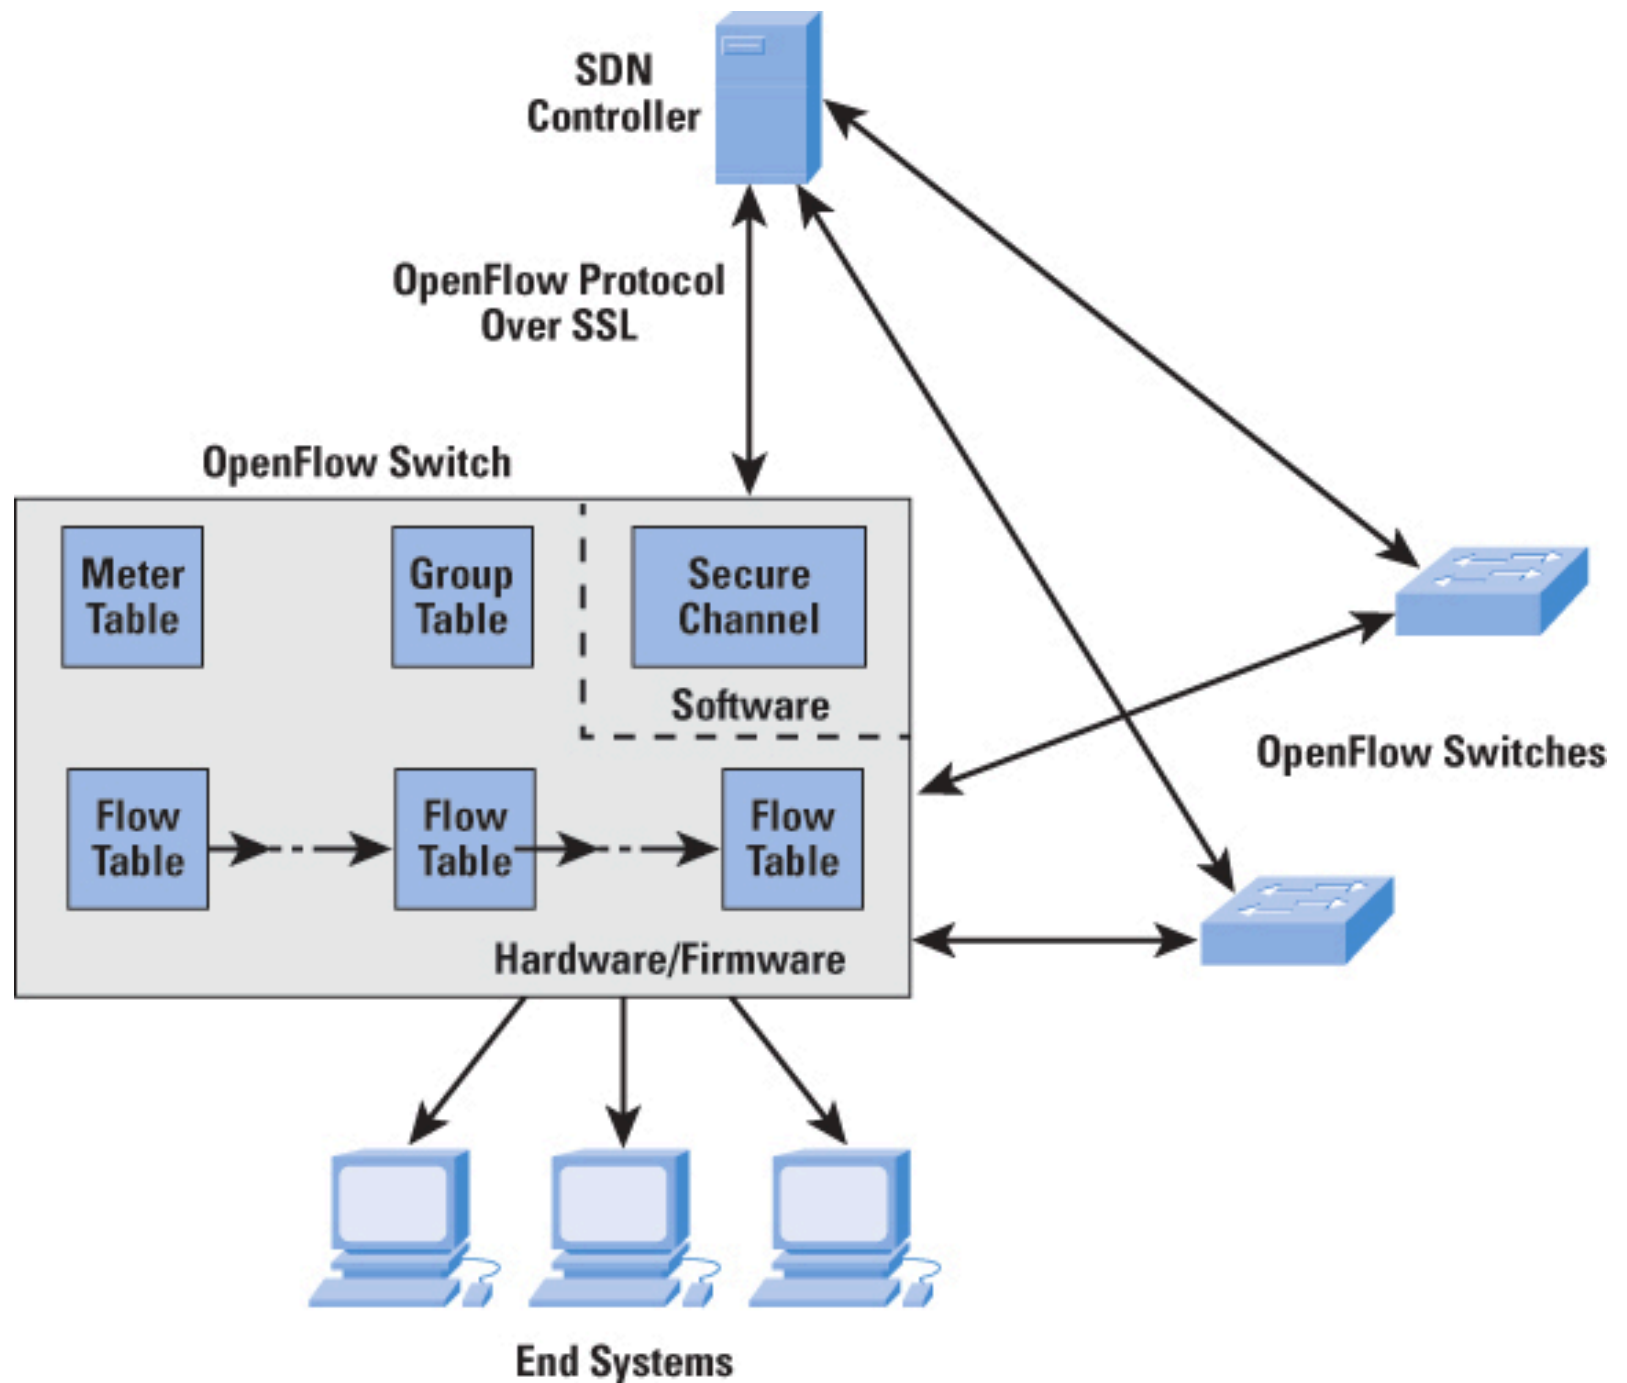 SDN
Controller
OpenFlow Protocol
Over SSL
OpenFlow Switch
Meter
Table
Group
Table
Secure
Channel
Software
OpenFlow Switches
Flow
Table
Flow
Table
Flow
Table
Hardware/Firmware
End Systems